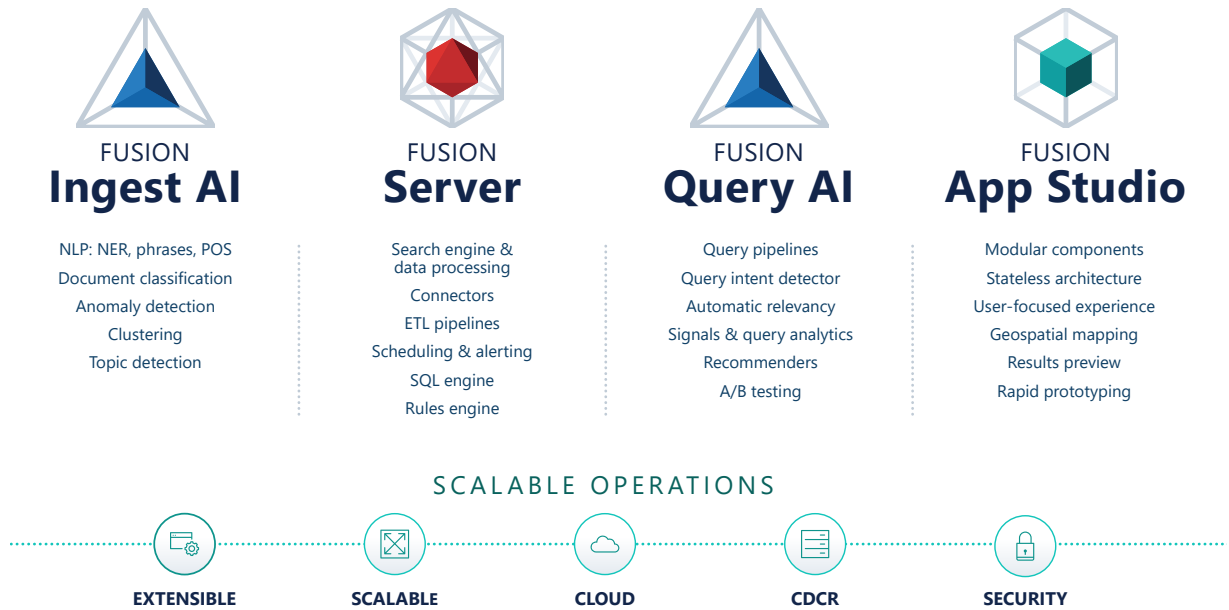 FUSION
Ingest AI
NLP: NER, phrases, POS
Document classification
Anomaly detection
Clustering
Topic detection
FUSION
Server
Search engine &
data processing
Connectors
ETL pipelines
Scheduling & alerting
SQL engine
Rules engine
FUSION
Query AI
Query pipelines
Query intent detector
Automatic relevancy
Signals & query analytics
Recommenders
A/B testing
FUSION
App Studio
Modular components
Stateless architecture
User-focused experience
Geospatial mapping
Results preview
Rapid prototyping
SCALABLE OPERATIONS
EXTENSIBLE
SCALABLE
CLOUD
CDCR
SECURITY